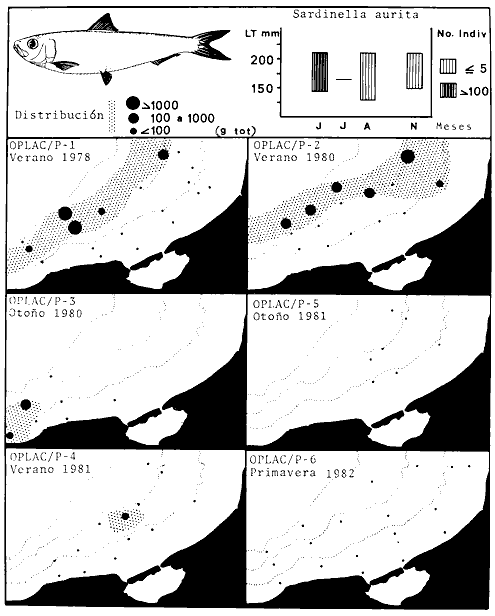 Sardinella aurita
LT mm
200
150
J J A N Meses
No. Indiv
≤ 5
≥100
Distribución
≥1000
100 a 1000
<100 (g tot)
OPLAC/P-1
Verano 1978
OPLAC/P-2
Verano 1980
OPLAC/P-3
Otoño 1980
OPLAC/P-5
Otoño 1981
OPLAC/P-4
Verano 1981
OPLAC/P-6
Primavera 1982